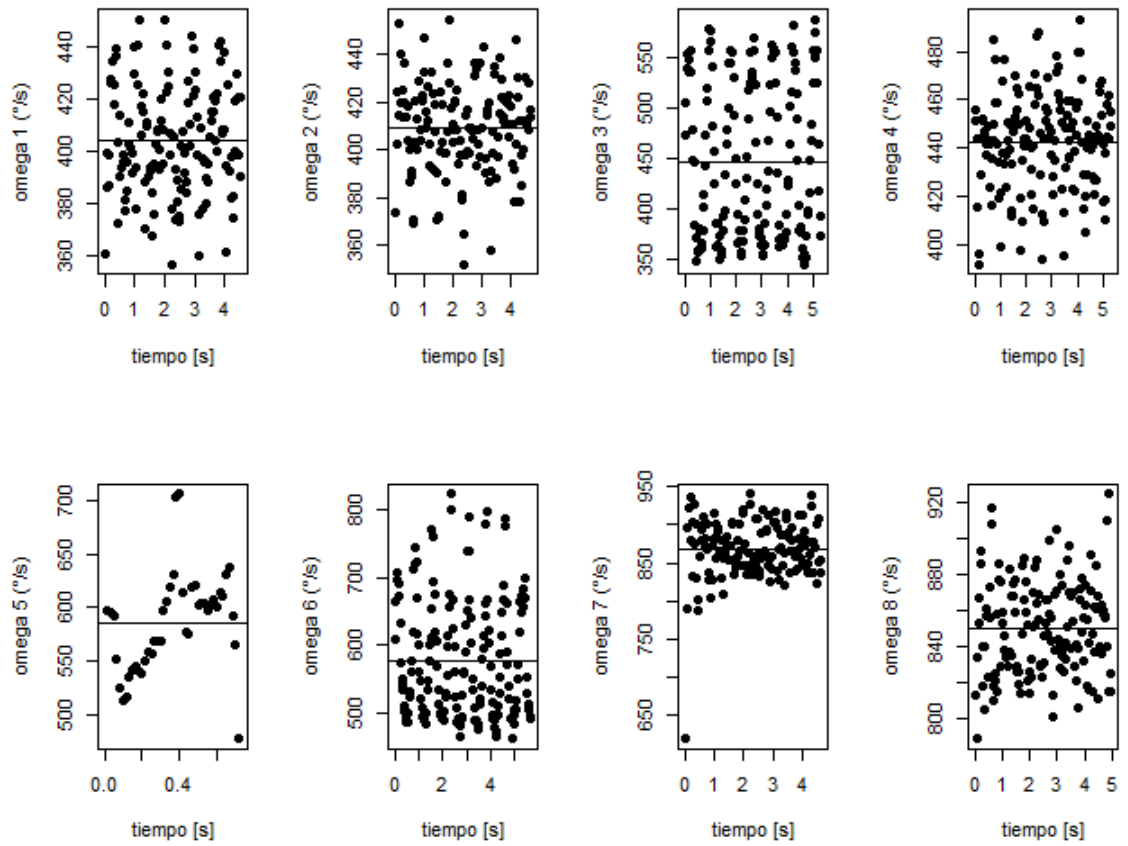 omega 1 (°/s)
360 380 400 420 440
0 1 2 3 4
tiempo [s]
omega 2 (°/s)
360 380 400 420 440
0 1 2 3 4
tiempo [s]
omega 3 (°/s)
350 400 450 500 550
0 1 2 3 4 5
tiempo [s]
omega 4 (°/s)
400 420 440 460 480
0 1 2 3 4 5
tiempo [s]
omega 5 (°/s)
500 550 600 650 700
0.0 0.4
tiempo [s]
omega 6 (°/s)
500 600 700 800
0 2 4
tiempo [s]
omega 7 (°/s)
650 750 850 950
0 1 2 3 4
tiempo [s]
omega 8 (°/s)
800 840 880 920
0 1 2 3 4 5
tiempo [s]